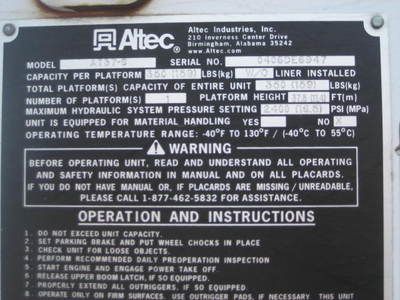 Altec
Altec Industries, Inc.
210 Inverness Center Drive
Birmingham, Alabama 35242
www.altec.com
MODEL SERIAL NO.
CAPACITY PER PLATFORM LBS(kg) W/O LINER INSTALLED
TOTAL PLATFORM(S) CAPACITY OF ENTIRE UNIT LBS(kg)
NUMBER OF PLATFORM(S) 1 PLATFORM HEIGHT FT(m)
MAXIMUM HYDRAULIC SYSTEM PRESSURE SETTING PSI (MPa)
UNIT IS EQUIPPED FOR MATERIAL HANDLING YES NO X
OPERATING TEMPERATURE RANGE: -40°F TO 130°F / (-40°C TO 55°C)
WARNING
BEFORE OPERATING UNIT, READ AND UNDERSTAND ALL OPERATING
AND SAFETY INFORMATION IN MANUAL AND ON ALL PLACARDS.
IF YOU DO NOT HAVE MANUAL OR, IF PLACARDS ARE MISSING / UNREADABLE,
PLEASE CALL 1-877-462-5832 FOR ASSISTANCE.
OPERATION AND INSTRUCTIONS
1. DO NOT EXCEED UNIT CAPACITY.
2. SET PARKING BRAKE AND PUT WHEEL CHOCKS IN PLACE
3. CHECK UNIT FOR LOOSE OBJECTS.
4. PERFORM RECOMMENDED DAILY PREOPERATION INSPECTION
5. START ENGINE AND ENGAGE POWER TAKE OFF.
6. RELEASE UPPER BOOM LATCH, IF SO EQUIPPED.
7. PROPERLY EXTEND ALL OUTRIGGERS, IF SO EQUIPPED.
8. OPERATE ONLY ON FIRM SURFACES. USE OUTRIGGER PADS, IF NECESSARY.